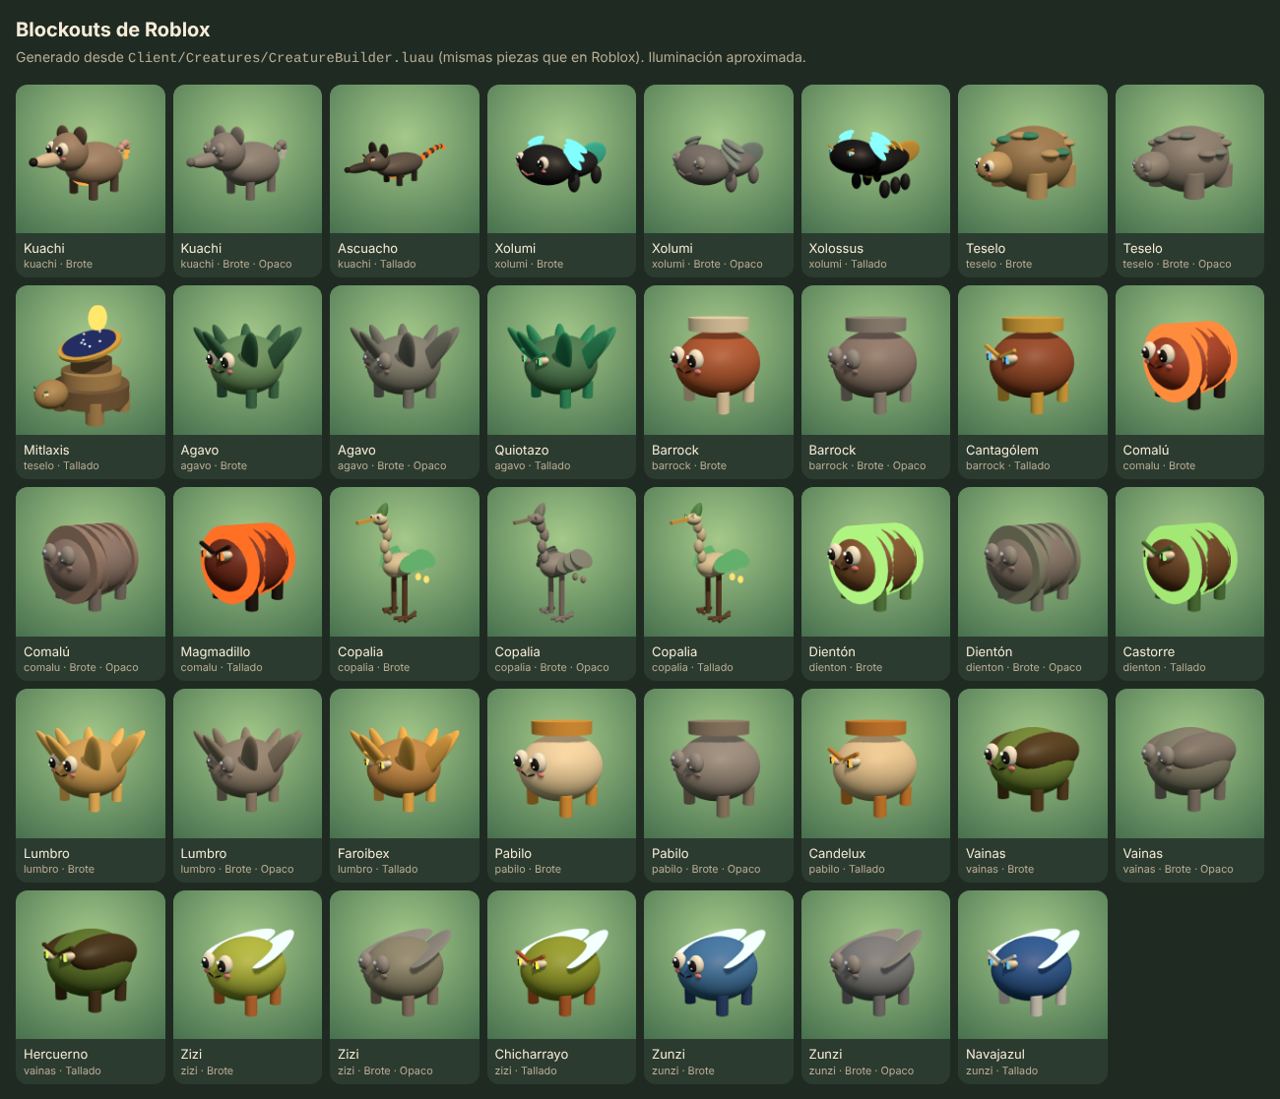 Blockouts de Roblox
Generado desde Client/Creatures/CreatureBuilder.luau (mismas piezas que en Roblox). Iluminación aproximada.
Kuachi
kuachi · Brote
Kuachi
kuachi · Brote · Opaco
Ascuacho
kuachi · Tallado
Xolumi
xolumi · Brote
Xolumi
xolumi · Brote · Opaco
Xolossus
xolumi · Tallado
Teselo
teselo · Brote
Teselo
teselo · Brote · Opaco
Mitlaxis
teselo · Tallado
Agavo
agavo · Brote
Agavo
agavo · Brote · Opaco
Quiotazo
agavo · Tallado
Barrock
barrock · Brote
Barrock
barrock · Brote · Opaco
Cantagólem
barrock · Tallado
Comalú
comalu · Brote
Comalú
comalu · Brote · Opaco
Magmadillo
comalu · Tallado
Copalia
copalia · Brote
Copalia
copalia · Brote · Opaco
Copalia
copalia · Tallado
Dientón
dienton · Brote
Dientón
dienton · Brote · Opaco
Castorre
dienton · Tallado
Lumbro
lumbro · Brote
Lumbro
lumbro · Brote · Opaco
Faroibex
lumbro · Tallado
Pabilo
pabilo · Brote
Pabilo
pabilo · Brote · Opaco
Candelux
pabilo · Tallado
Vainas
vainas · Brote
Vainas
vainas · Brote · Opaco
Hercuerno
vainas · Tallado
Zizi
zizi · Brote
Zizi
zizi · Brote · Opaco
Chicharrayo
zizi · Tallado
Zunzi
zunzi · Brote
Zunzi
zunzi · Brote · Opaco
Navajazul
zunzi · Tallado